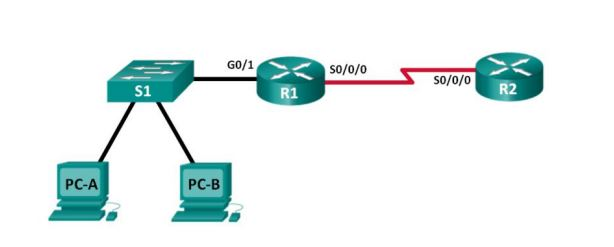 G0/1
S0/0/0
S0/0/0
S1
R1
R2
PC-A
PC-B